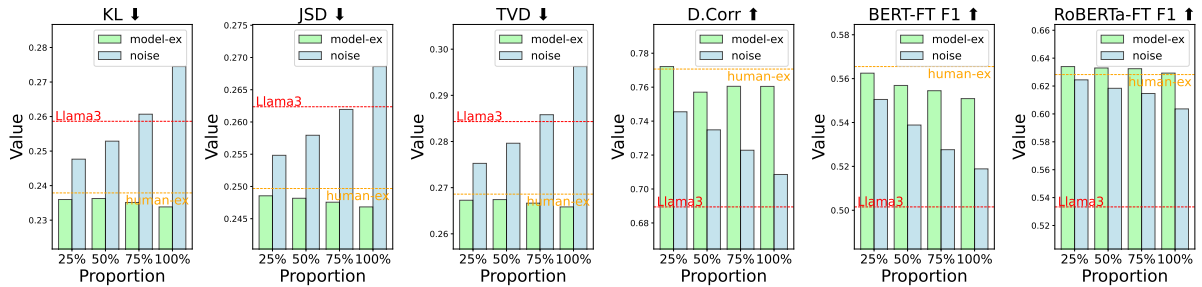 KL ⬇
Value
0.28
0.27
0.26
0.25
0.24
0.23
model-ex
noise
Llama3
human-ex
25% 50% 75% 100%
Proportion
JSD ⬇
Value
0.275
0.270
0.265
0.260
0.255
0.250
0.245
model-ex
noise
Llama3
human-ex
25% 50% 75% 100%
Proportion
TVD ⬇
Value
0.30
0.29
0.28
0.27
0.26
model-ex
noise
Llama3
human-ex
25% 50% 75% 100%
Proportion
D.Corr ⬆
Value
0.78
0.76
0.74
0.72
0.70
0.68
model-ex
noise
human-ex
Llama3
25% 50% 75% 100%
Proportion
BERT-FT F1 ⬆
Value
0.58
0.56
0.54
0.52
0.50
model-ex
noise
human-ex
Llama3
25% 50% 75% 100%
Proportion
RoBERTa-FT F1 ⬆
Value
0.66
0.64
0.62
0.60
0.58
0.56
0.54
0.52
model-ex
noise
human-ex
Llama3
25% 50% 75% 100%
Proportion